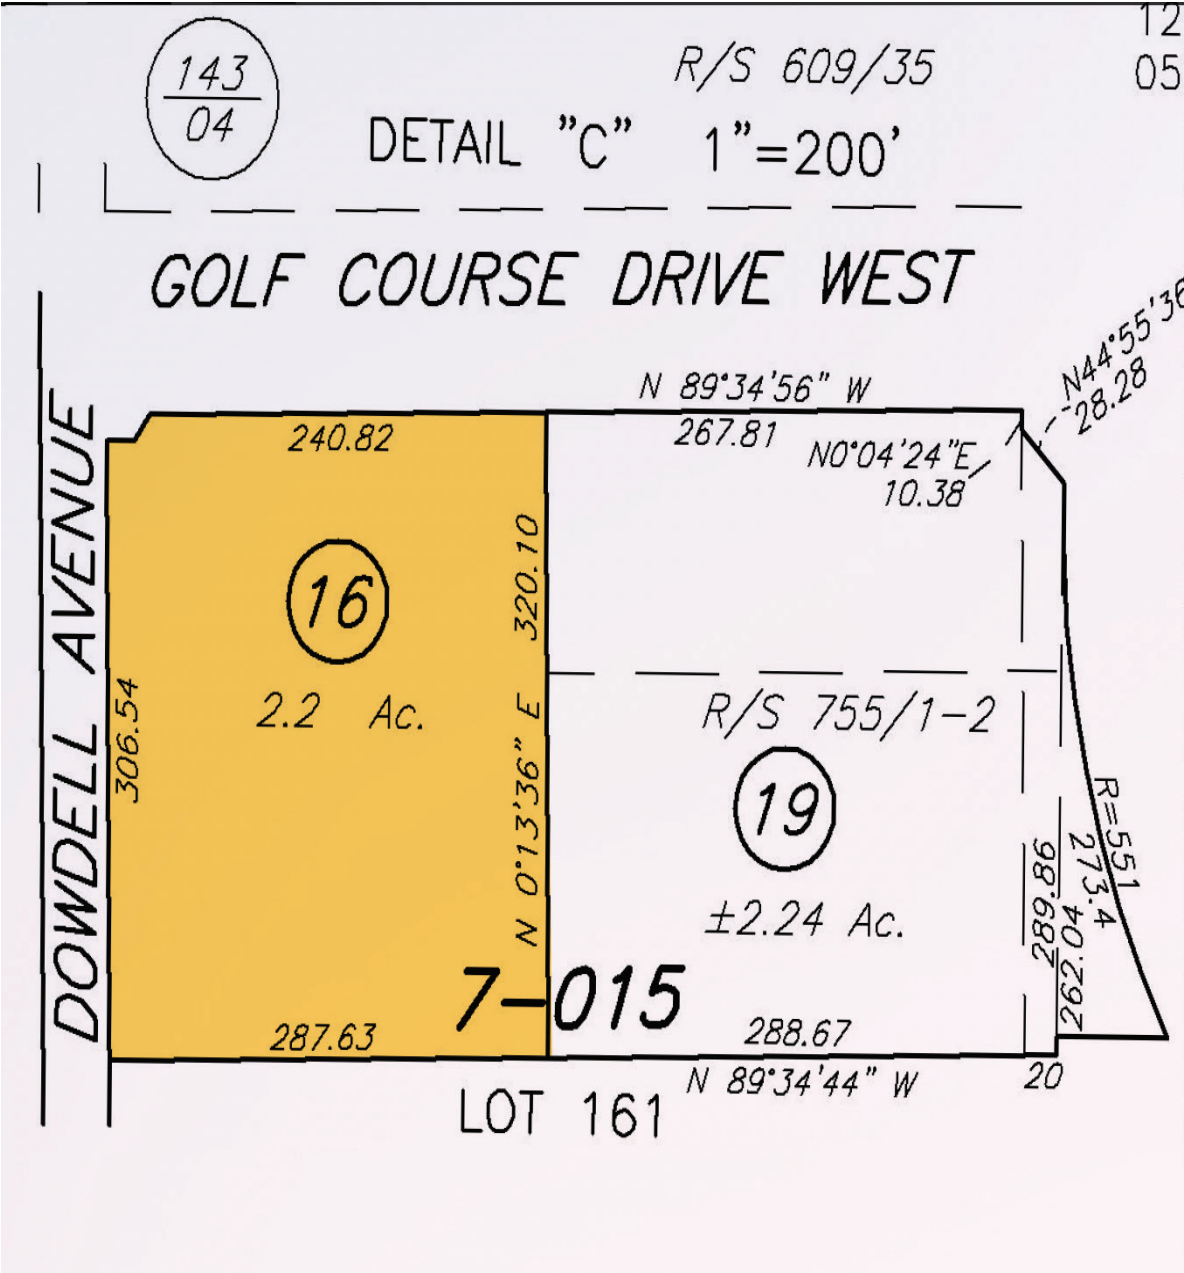 143
04
R/S 609/35
12
05
DETAIL "C" 1"=200'
GOLF COURSE DRIVE WEST
DOWDELL AVENUE
N 89°34'56" W
N44°55'36
28.28
240.82
267.81
N0°04'24"E
10.38
16
2.2 Ac.
306.54
N 0°13'36" E 320.10
R/S 755/1-2
19
±2.24 Ac.
R=551
273.4
289.86
262.04
7-015
287.63
288.67
N 89°34'44" W
20
LOT 161